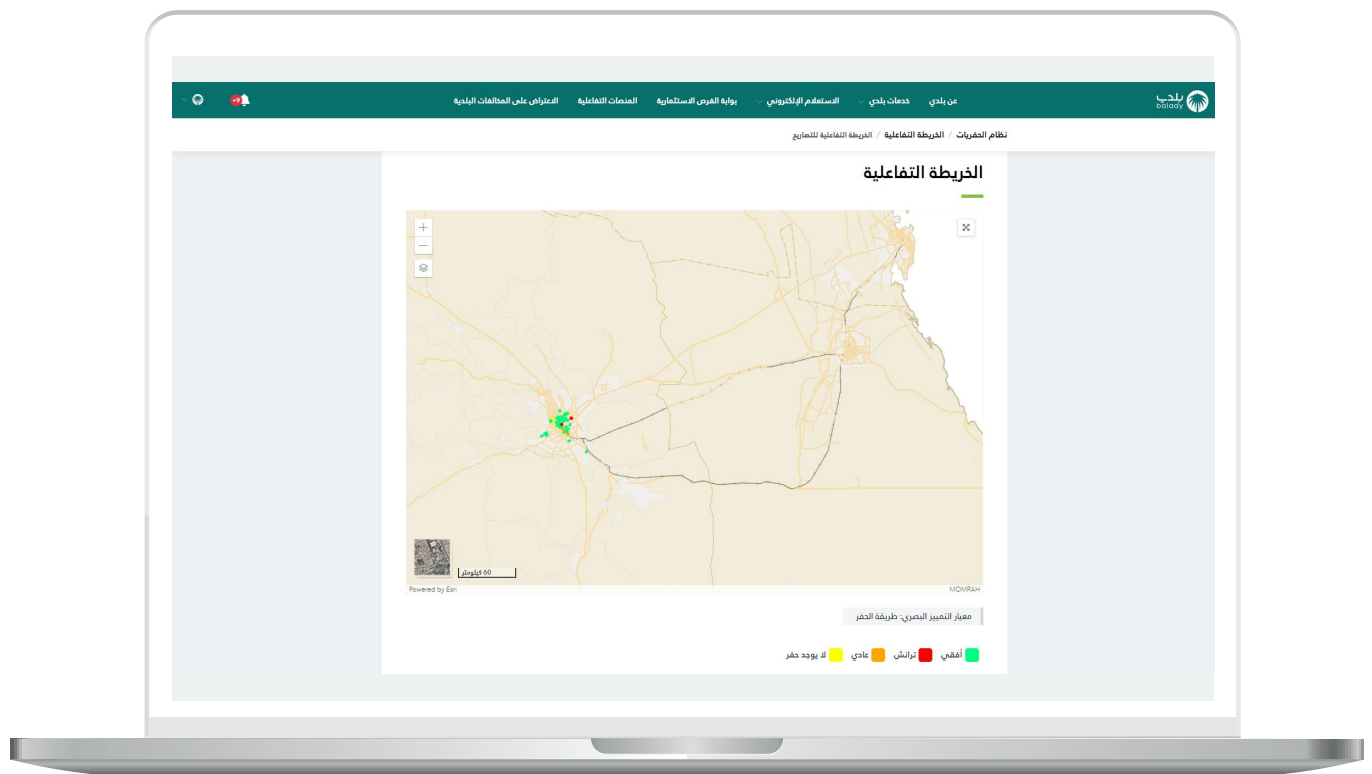 بلدي
balady
عن بلدي
خدمات بلدي
الاستعلام الإلكتروني
بوابة الفرص الاستثمارية
المنصات التفاعلية
الاعتراض على المخالفات البلدية
+9
نظام الحفريات / الخريطة التفاعلية / الخريطة التفاعلية للتصاريح
الخريطة التفاعلية
60 كيلومتر
Powered by Esri
MOMRAH
معيار التمييز البصري: طريقة الحفر
أفقي
ترانش
عادي
لا يوجد حفر